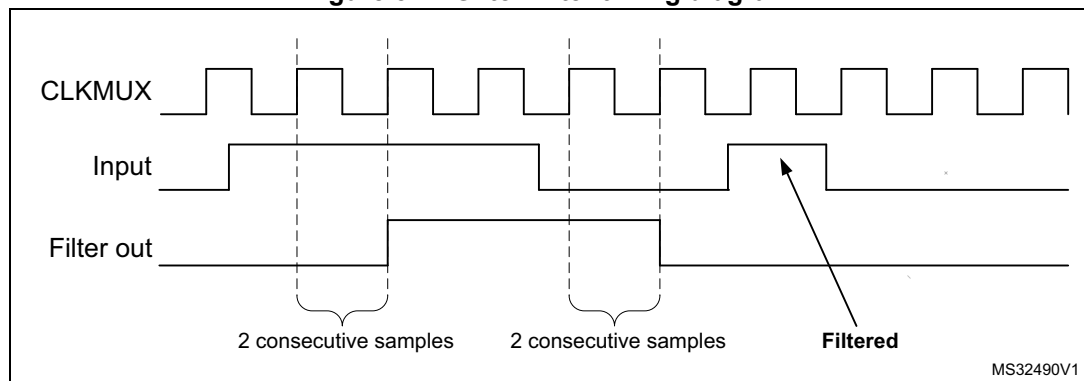 CLKMUX
Input
Filter out
2 consecutive samples 2 consecutive samples Filtered
MS32490V1